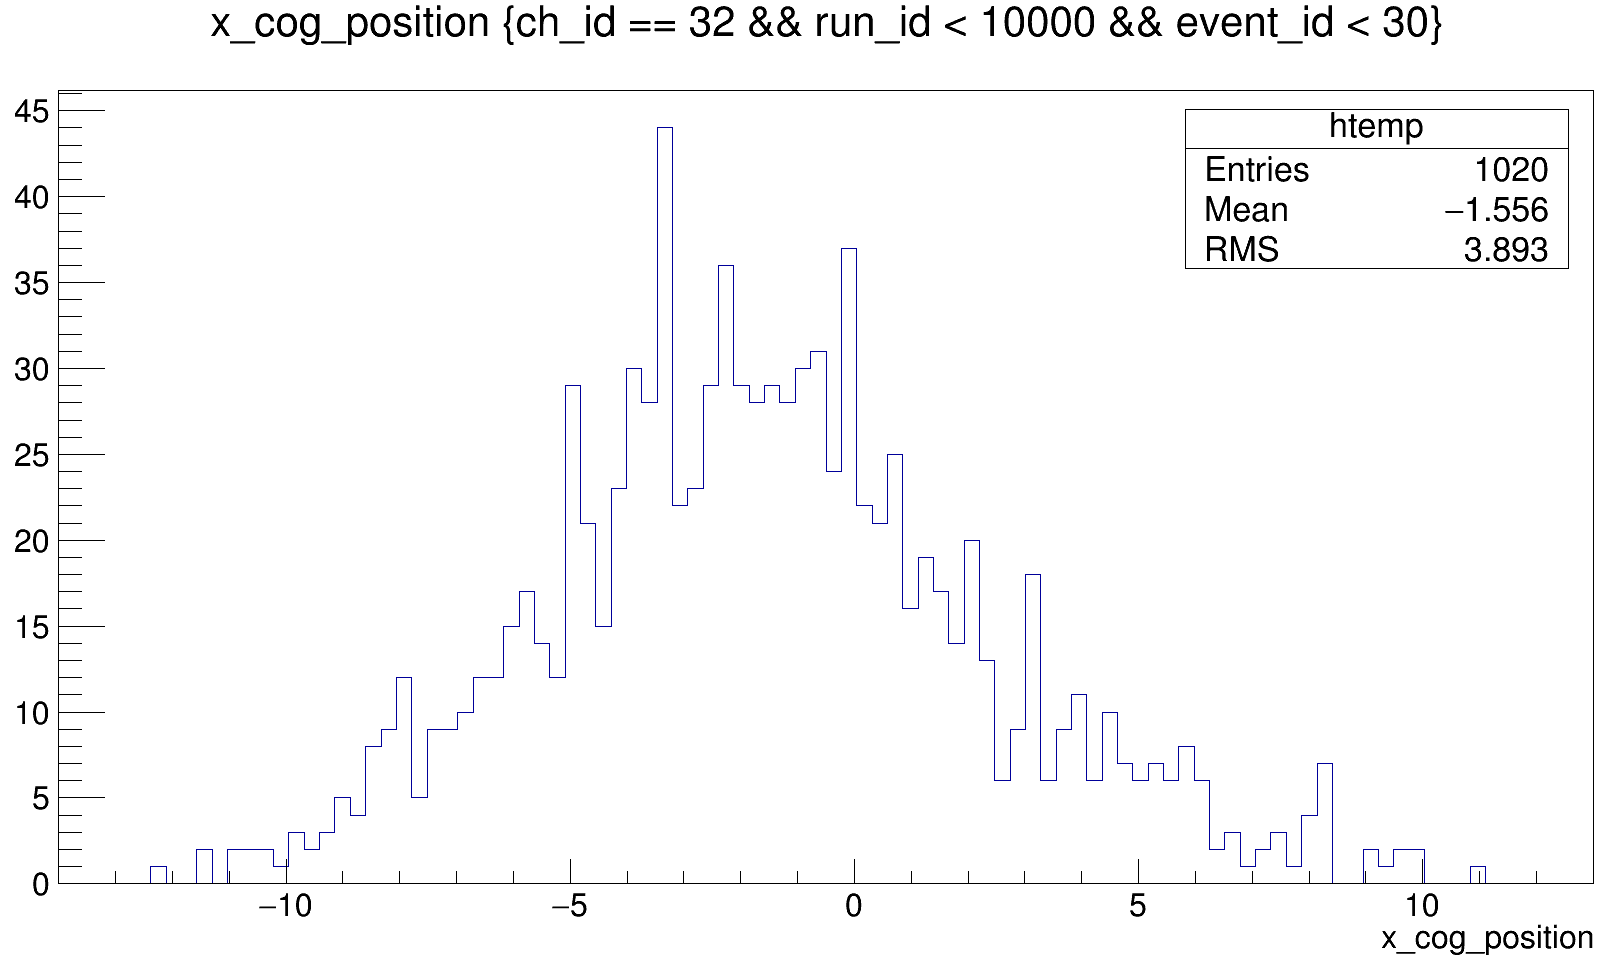 x_cog_position {ch_id == 32 && run_id < 10000 && event_id < 30}
htemp
Entries 1020
Mean −1.556
RMS 3.893
45
40
35
30
25
20
15
10
5
0
−10 −5 0 5 10
x_cog_position